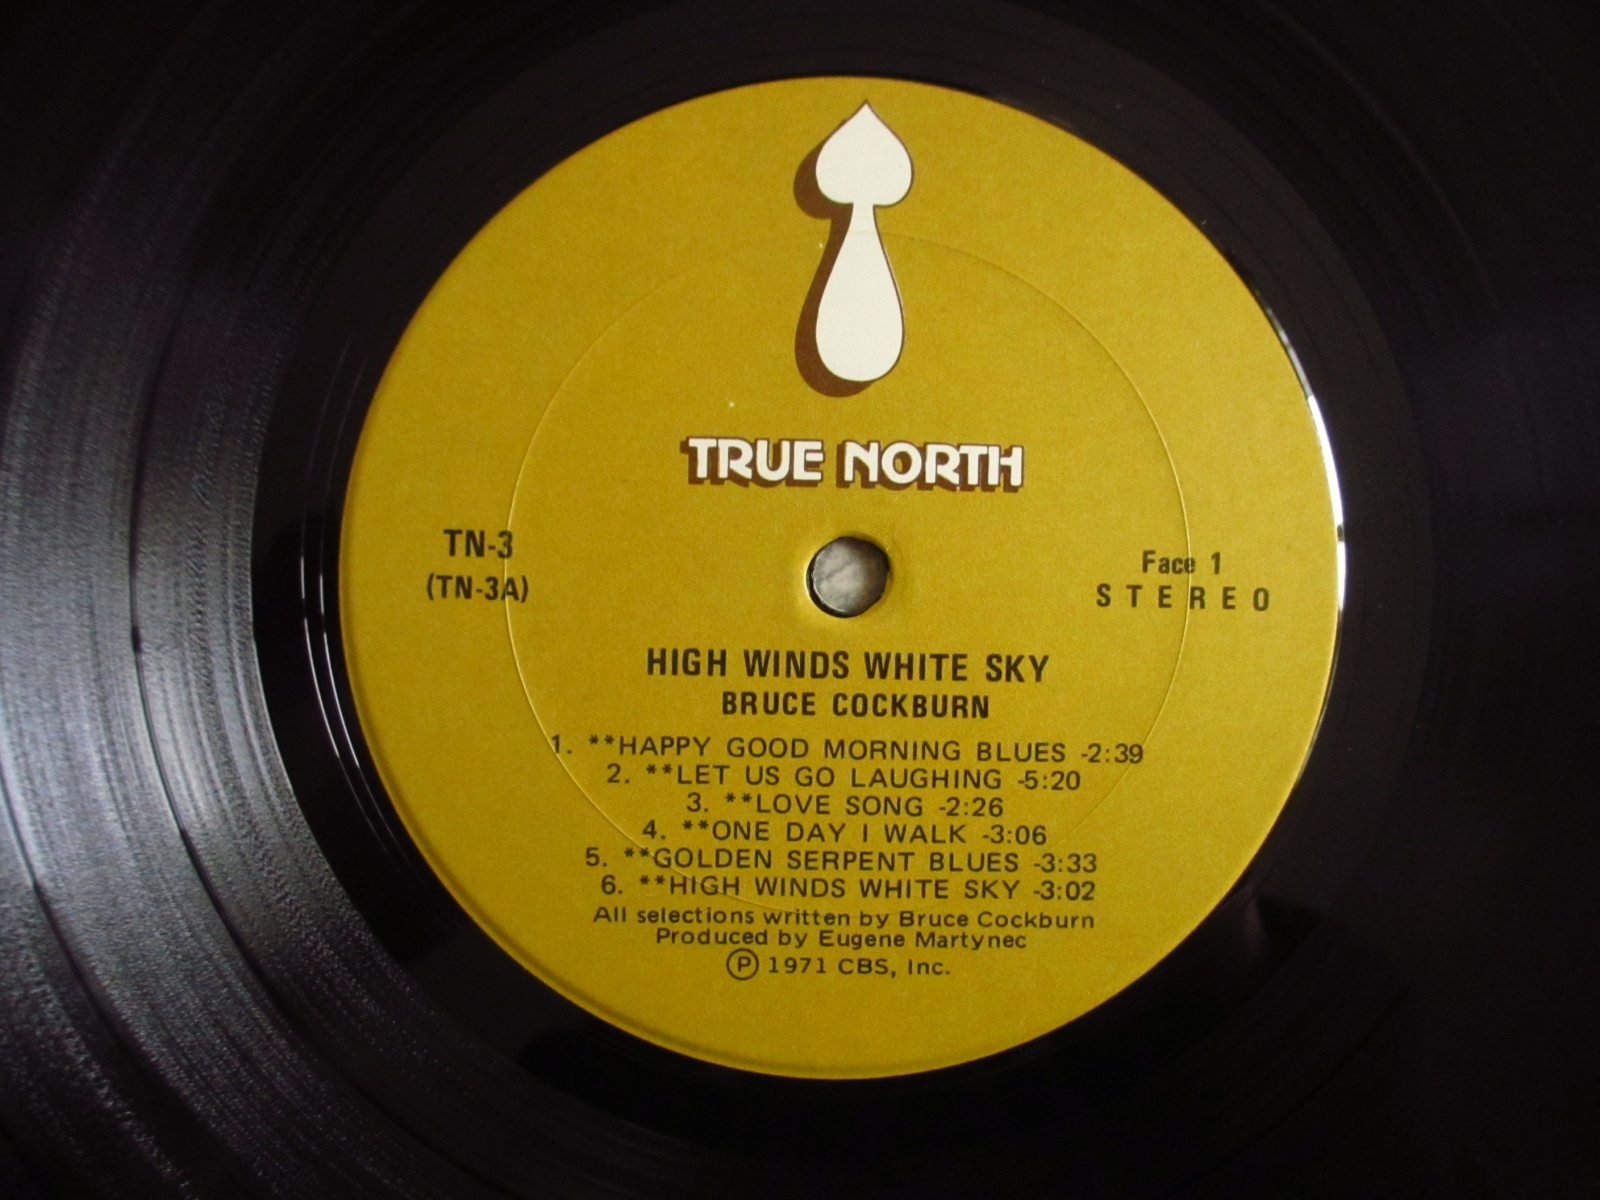 TRUE NORTH
TN-3
(TN-3A)
Face 1
STEREO
HIGH WINDS WHITE SKY
BRUCE COCKBURN
1. **HAPPY GOOD MORNING BLUES -2:39
2. **LET US GO LAUGHING -5:20
3. **LOVE SONG -2:26
4. **ONE DAY I WALK -3:06
5. **GOLDEN SERPENT BLUES -3:33
6. **HIGH WINDS WHITE SKY -3:02
All selections written by Bruce Cockburn
Produced by Eugene Martynec
Ⓟ 1971 CBS, Inc.